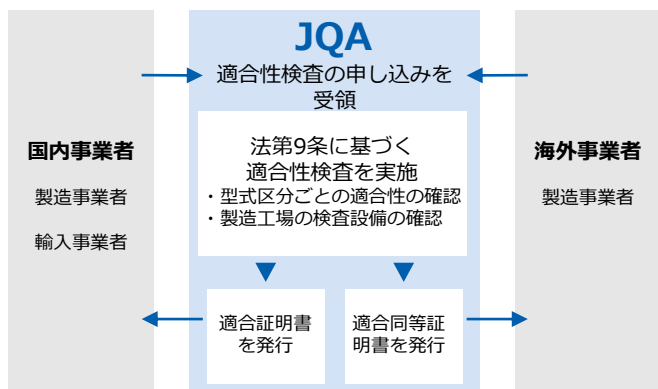 JQA
適合性検査の申し込みを
受領
国内事業者
製造事業者
輸入事業者
法第9条に基づく
適合性検査を実施
・型式区分ごとの適合性の確認
・製造工場の検査設備の確認
海外事業者
製造事業者
適合証明書
を発行
適合同等証
明書を発行